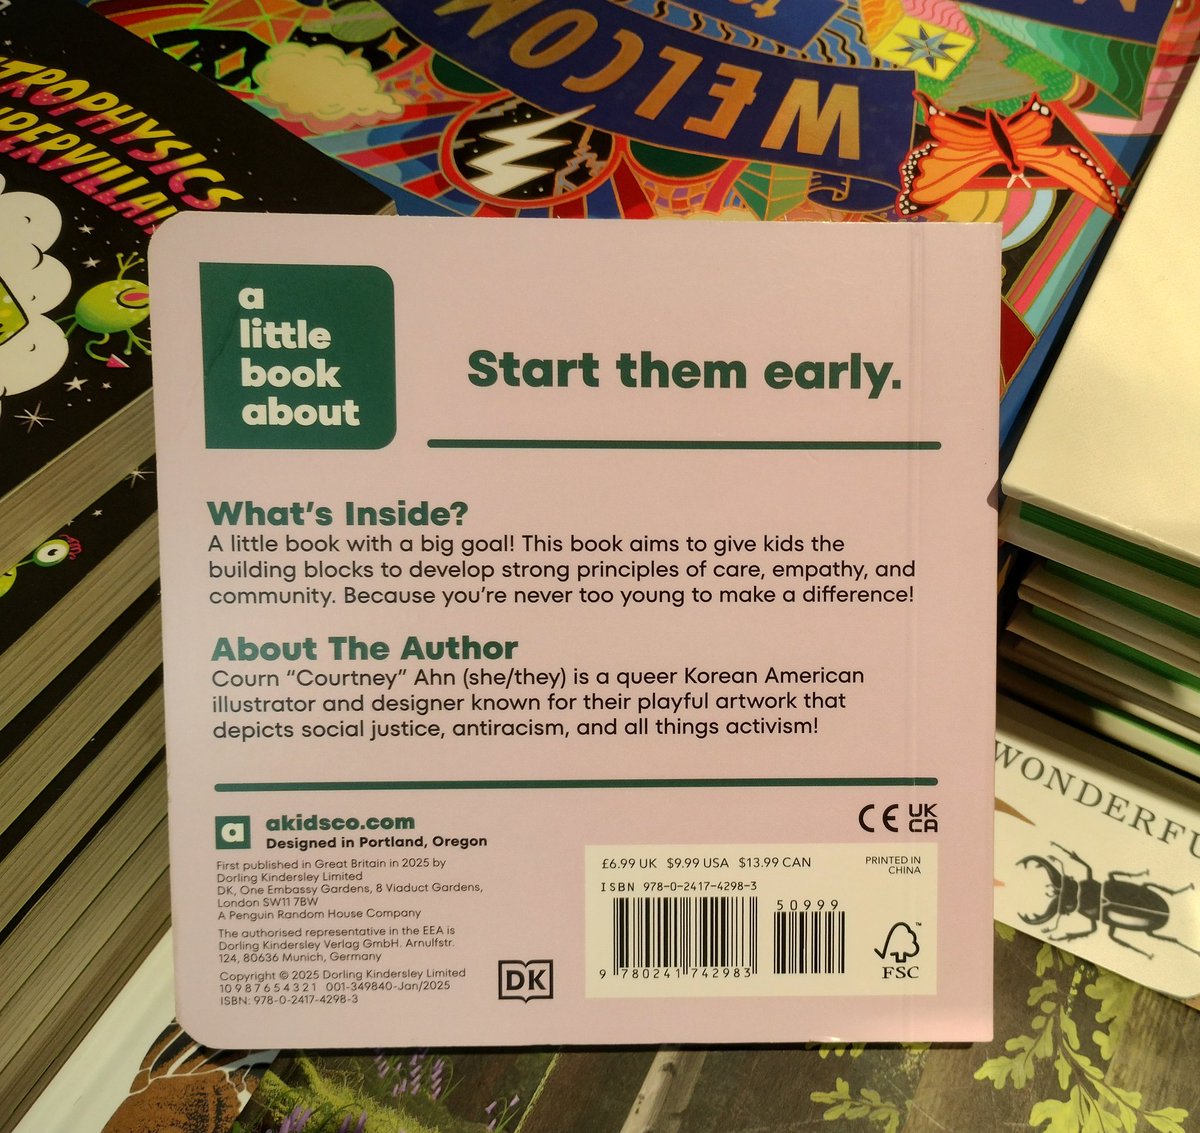 WELCOM
to
TROPHYSICS
a
little
book
about
Start them early.
What's Inside?
A little book with a big goal! This book aims to give kids the
building blocks to develop strong principles of care, empathy, and
community. Because you're never too young to make a difference!
About The Author
Courn “Courtney” Ahn (she/they) is a queer Korean American
illustrator and designer known for their playful artwork that
depicts social justice, antiracism, and all things activism!
a
akidsco.com
Designed in Portland, Oregon
First published in Great Britain in 2025 by
Dorling Kindersley Limited
DK, One Embassy Gardens, 8 Viaduct Gardens,
London SW11 7BW
A Penguin Random House Company
The authorised representative in the EEA is
Dorling Kindersley Verlag GmbH. Arnulfstr.
124, 80636 Munich, Germany
Copyright © 2025 Dorling Kindersley Limited
10 9 8 7 6 5 4 3 2 1 001-349840-Jan/2025
ISBN: 978-0-2417-4298-3
DK
CE UK
CA
£6.99 UK $9.99 USA $13.99 CAN
PRINTED IN
CHINA
ISBN 978-0-2417-4298-3
50999
9 780241 742983
FSC
WONDERFU